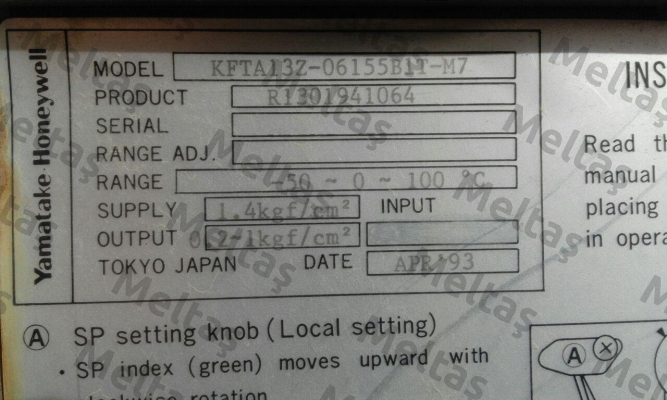 Yamatake-Honeywell
MODEL KFTA13Z-06155B1T-M7
PRODUCT R1301941064
SERIAL
RANGE ADJ.
RANGE -50 ~ 0 ~ 100 °C
SUPPLY 1.4kgf/cm²
INPUT
OUTPUT 0.2~1kgf/cm²
TOKYO JAPAN DATE APR'93
INS
Read th
manual
placing
in opera
Ⓐ SP setting knob (Local setting)
· SP index (green) moves upward with
lockwise rotation
Ⓐ
Meltaş